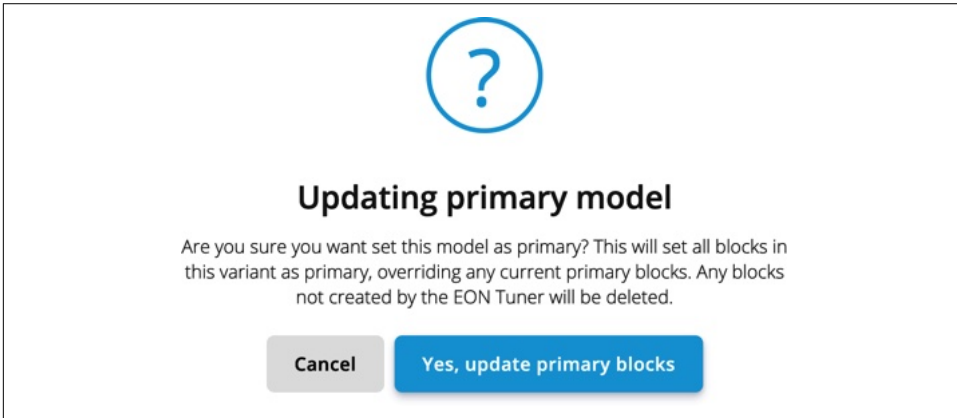 ?
Updating primary model
Are you sure you want set this model as primary? This will set all blocks in
this variant as primary, overriding any current primary blocks. Any blocks
not created by the EON Tuner will be deleted.
Cancel
Yes, update primary blocks